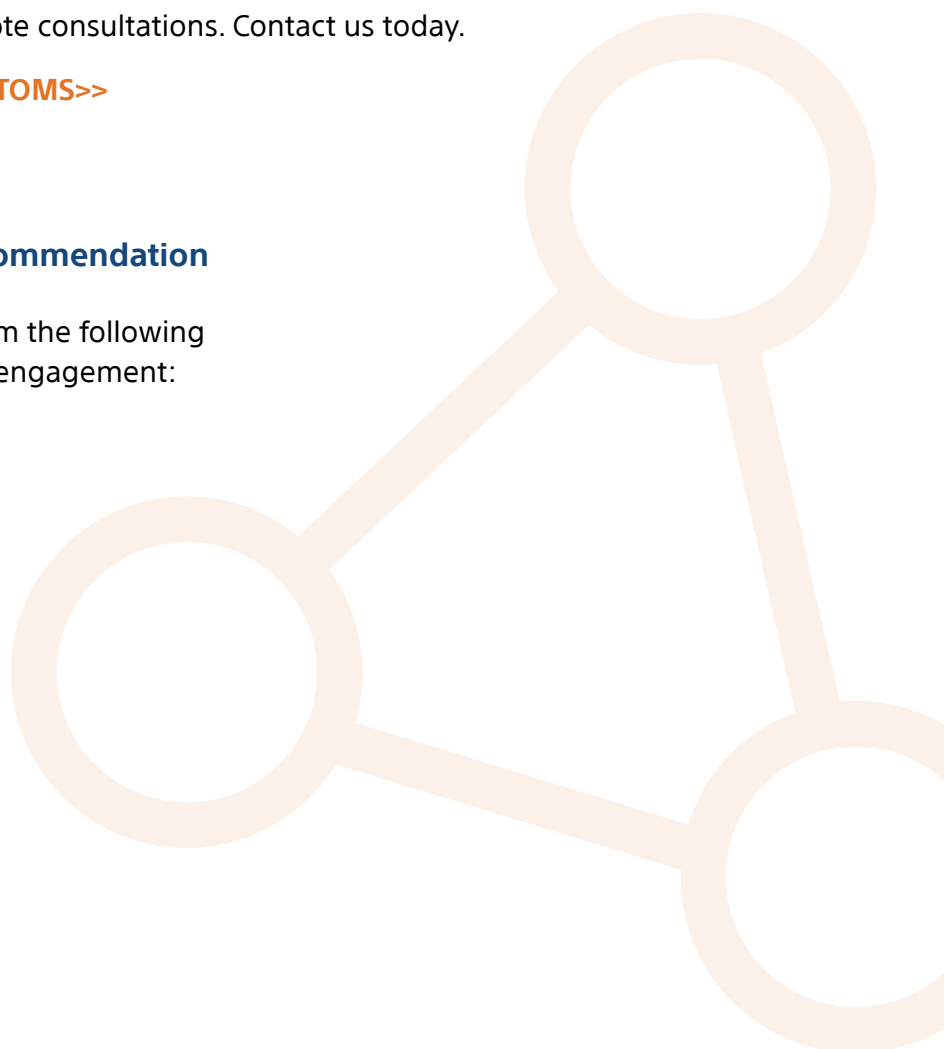 ote consultations. Contact us today.
TOMS>>
ommendation
m the following
engagement: